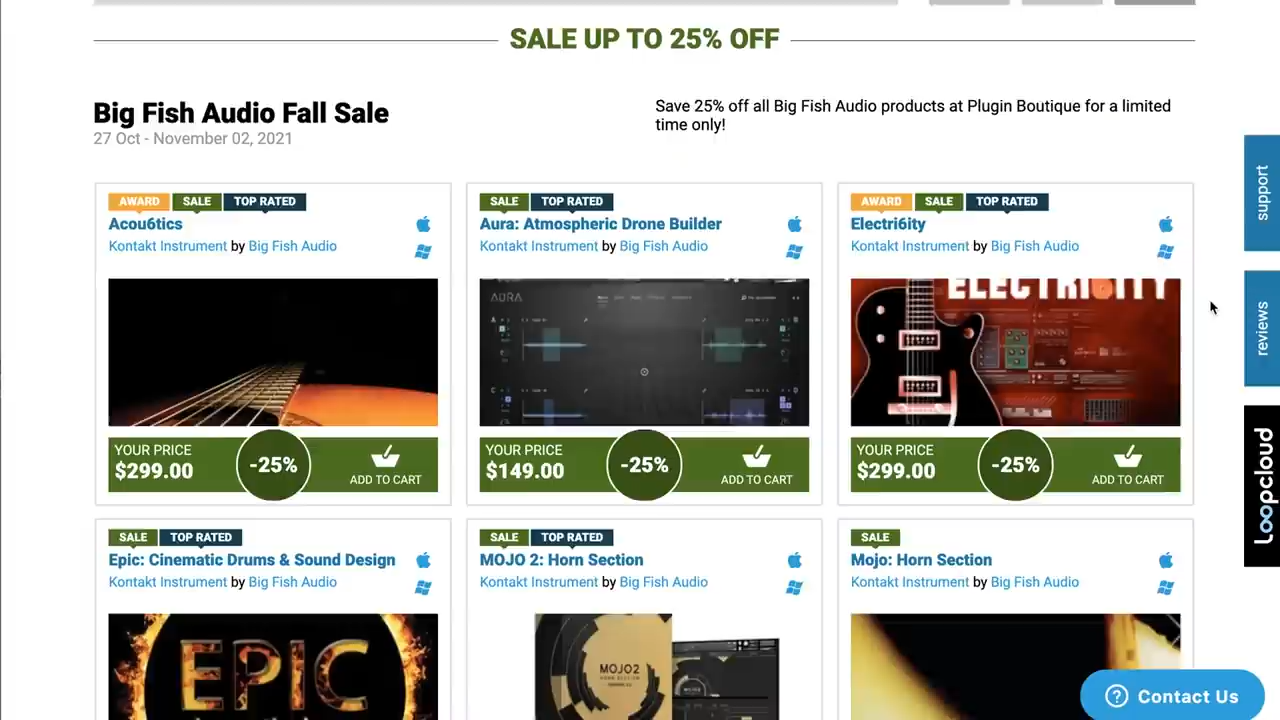 SALE UP TO 25% OFF
Big Fish Audio Fall Sale
27 Oct - November 02, 2021
Save 25% off all Big Fish Audio products at Plugin Boutique for a limited
time only!
AWARD SALE TOP RATED
Acou6tics
Kontakt Instrument by Big Fish Audio
YOUR PRICE
$299.00
-25%
ADD TO CART
SALE TOP RATED
Aura: Atmospheric Drone Builder
Kontakt Instrument by Big Fish Audio
AURA
YOUR PRICE
$149.00
-25%
ADD TO CART
AWARD SALE TOP RATED
Electri6ity
Kontakt Instrument by Big Fish Audio
ELECTRI6ITY
YOUR PRICE
$299.00
-25%
ADD TO CART
SALE TOP RATED
Epic: Cinematic Drums & Sound Design
Kontakt Instrument by Big Fish Audio
EPIC
SALE TOP RATED
MOJO 2: Horn Section
Kontakt Instrument by Big Fish Audio
MOJO2
SALE
Mojo: Horn Section
Kontakt Instrument by Big Fish Audio
support
reviews
Loopcloud
Contact Us